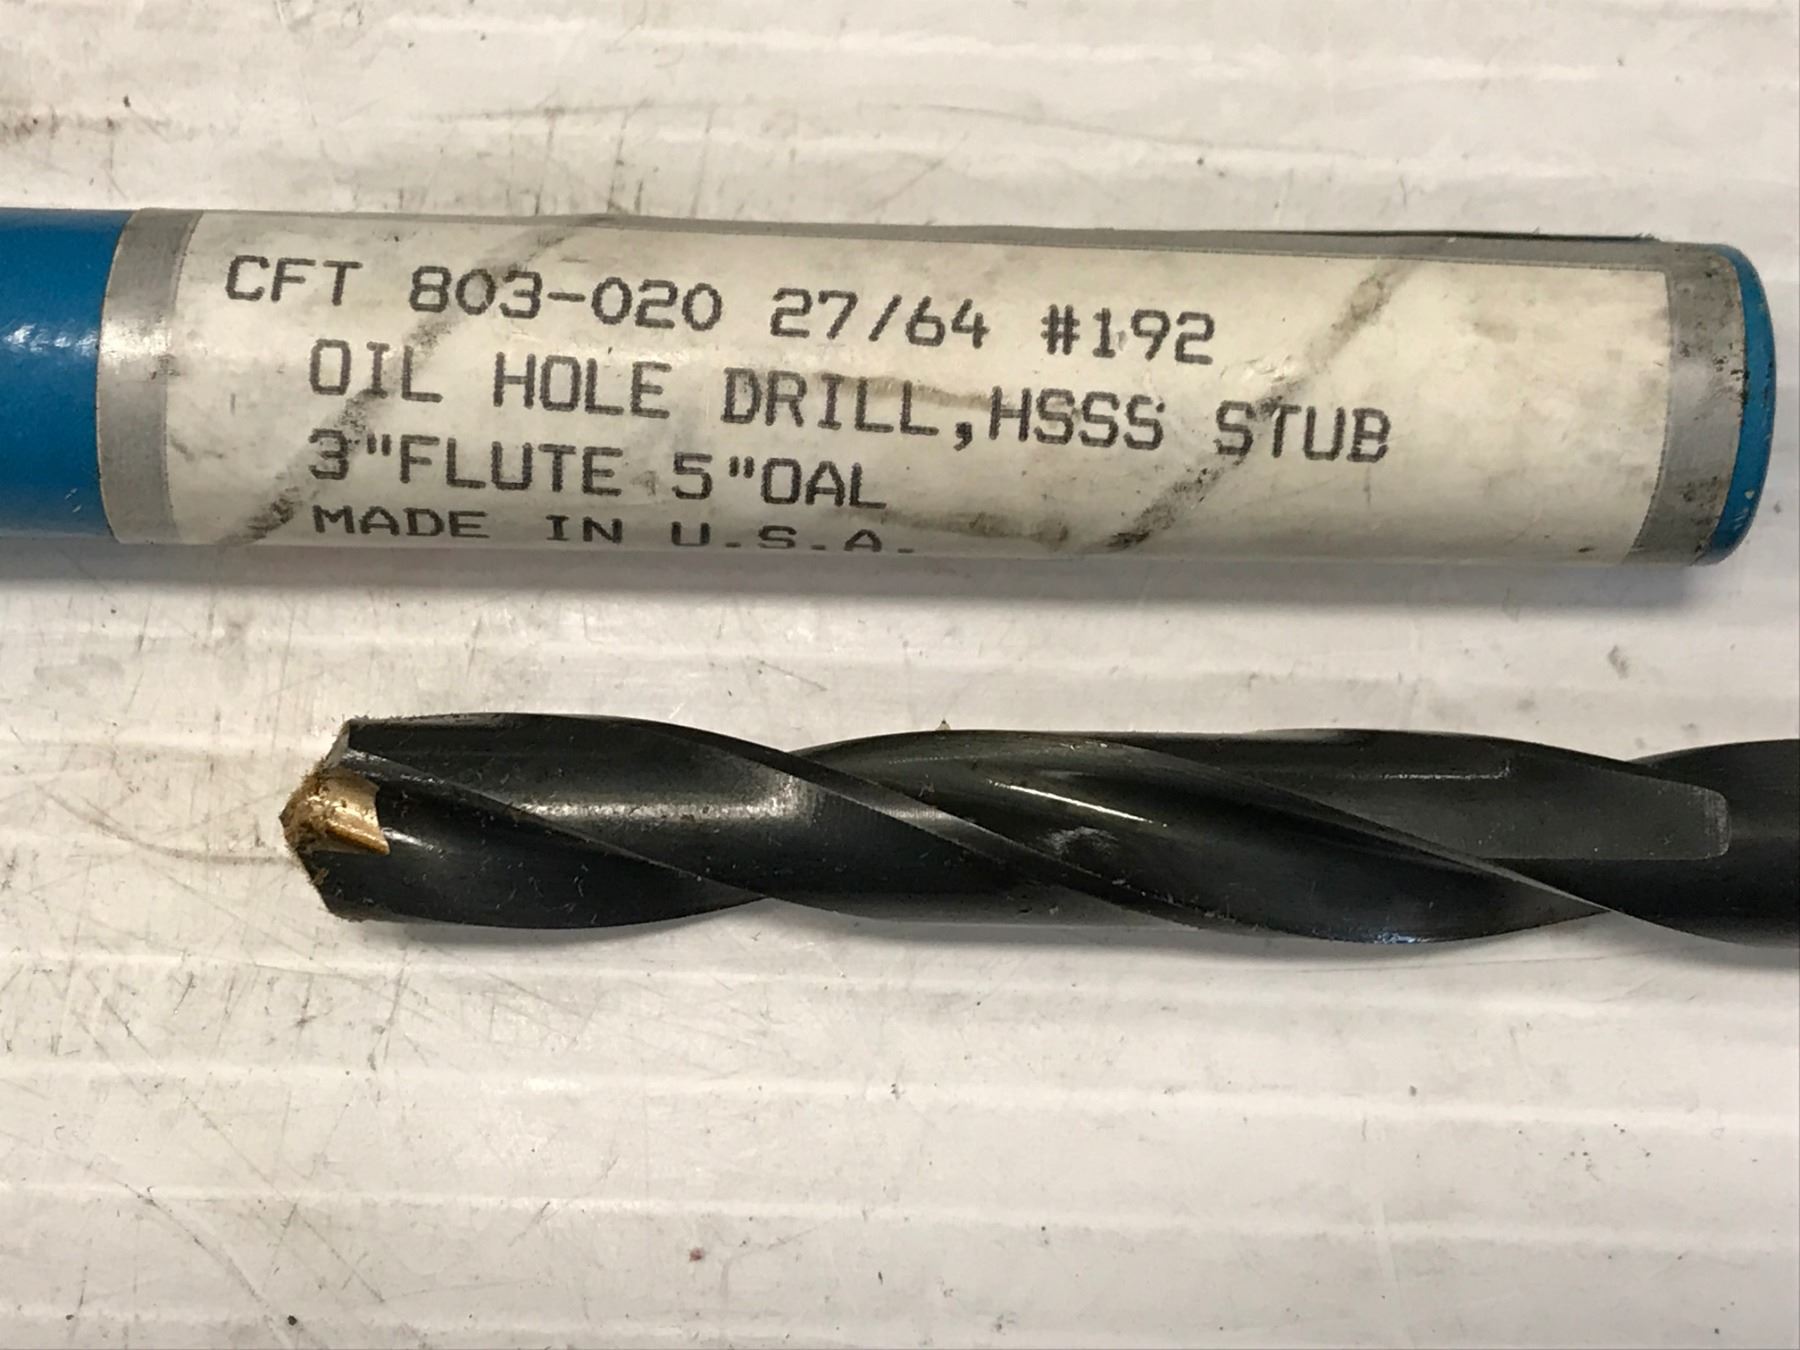 CFT 803-020 27/64 #192
OIL HOLE DRILL,HSSS STUB
3"FLUTE 5"OAL
MADE IN U.S.A.